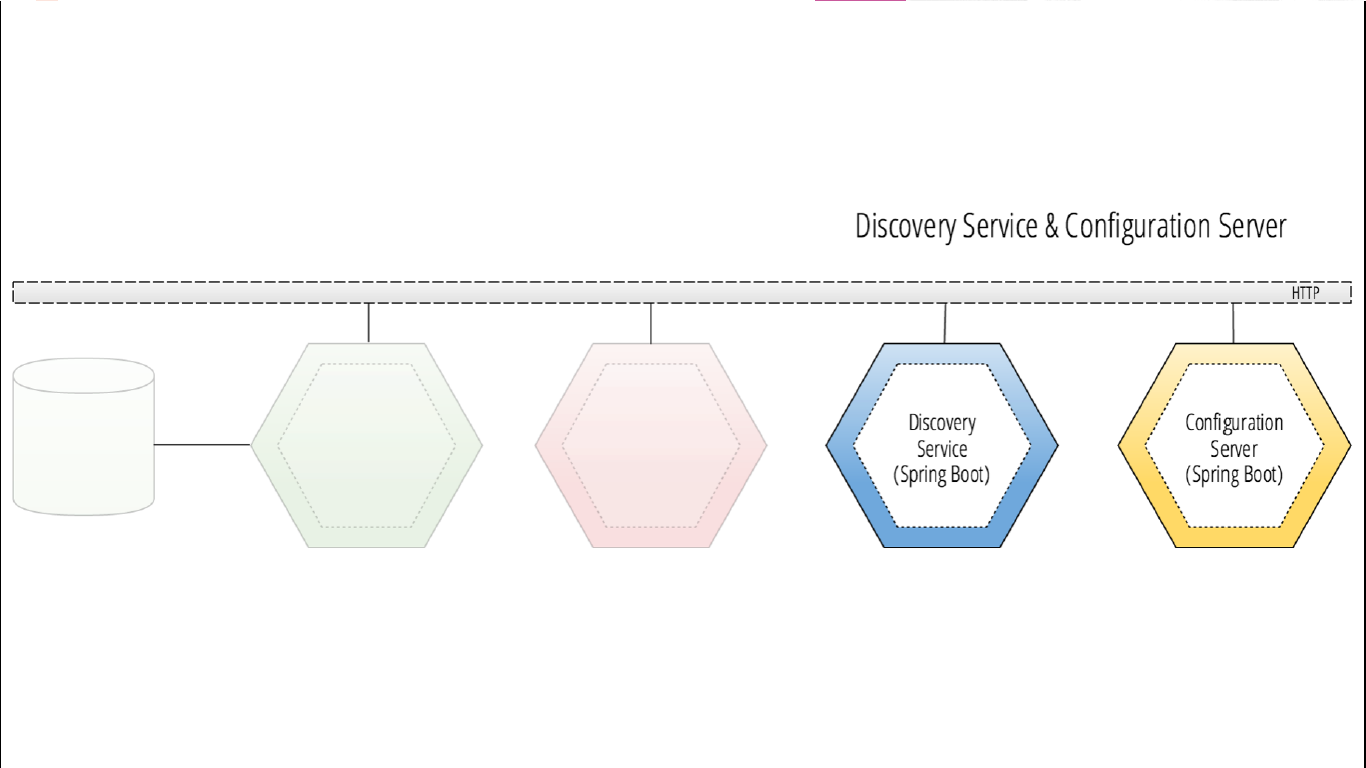 Discovery Service & Configuration Server
HTTP
Discovery
Service
(Spring Boot)
Configuration
Server
(Spring Boot)